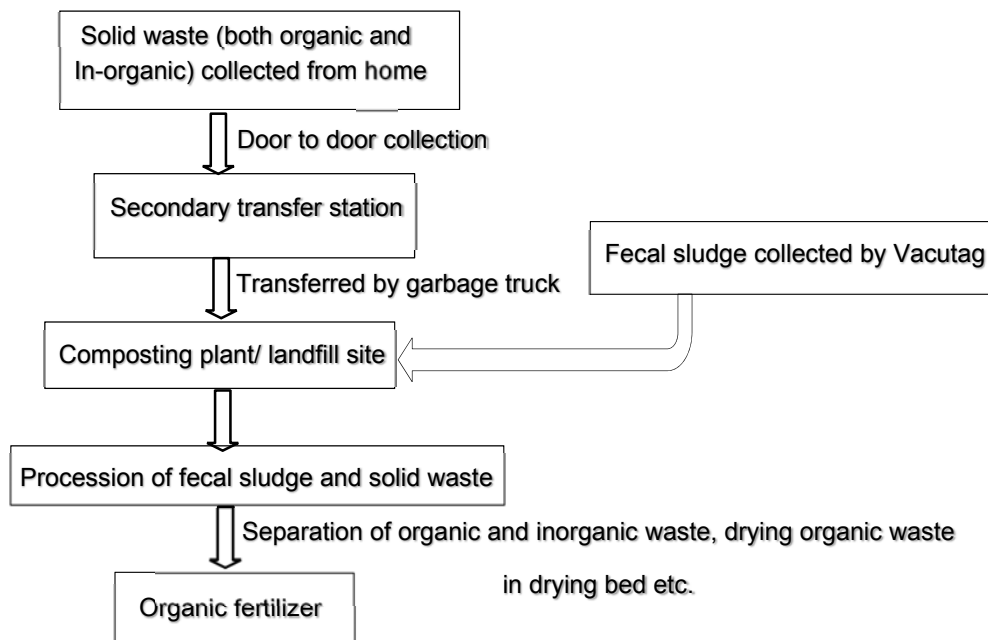 Solid waste (both organic and
In-organic) collected from home
Door to door collection
Secondary transfer station
Fecal sludge collected by Vacutag
Transferred by garbage truck
Composting plant/ landfill site
Procession of fecal sludge and solid waste
Separation of organic and inorganic waste, drying organic waste
in drying bed etc.
Organic fertilizer